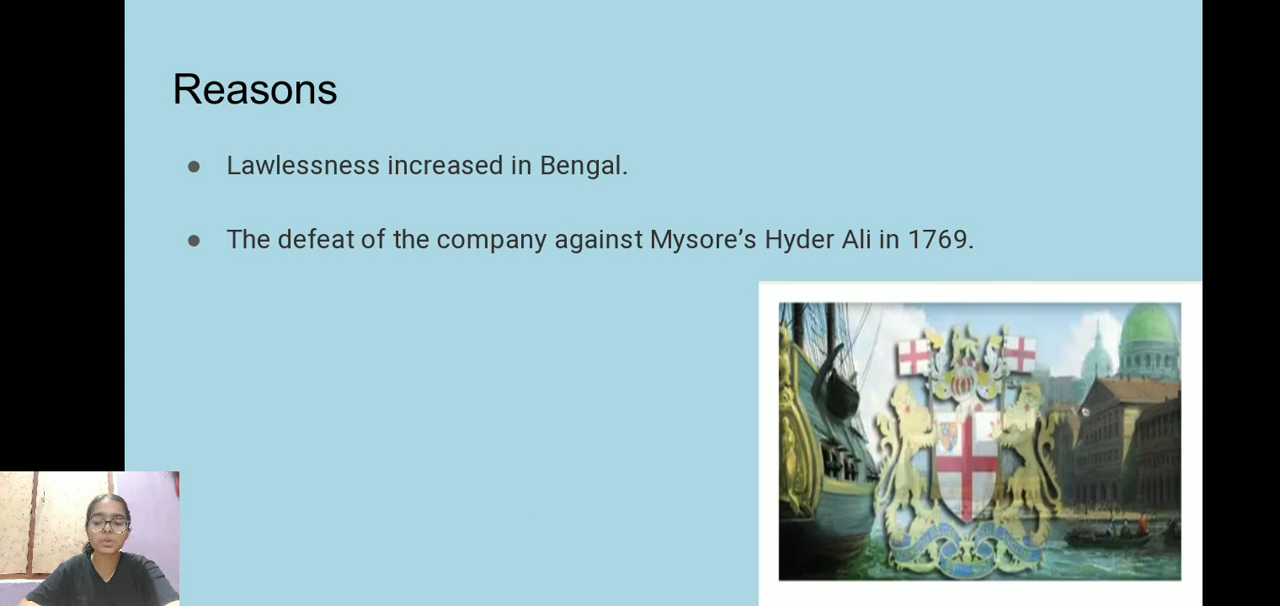 Reasons
● Lawlessness increased in Bengal.
● The defeat of the company against Mysore’s Hyder Ali in 1769.